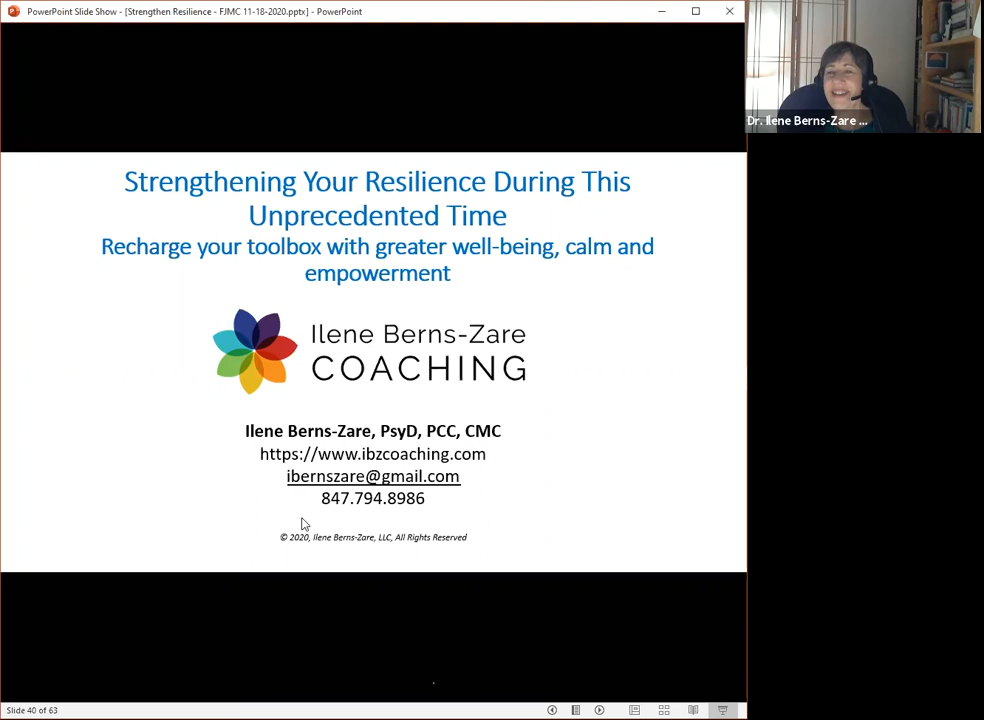 PowerPoint Slide Show - [Strengthen Resilience - FJMC 11-18-2020.pptx] - PowerPoint
Dr. Ilene Berns-Zare ...
Strengthening Your Resilience During This
Unprecedented Time
Recharge your toolbox with greater well-being, calm and
empowerment
Ilene Berns-Zare
COACHING
Ilene Berns-Zare, PsyD, PCC, CMC
https://www.ibzcoaching.com
ibernszare@gmail.com
847.794.8986
© 2020, Ilene Berns-Zare, LLC, All Rights Reserved
Slide 40 of 63